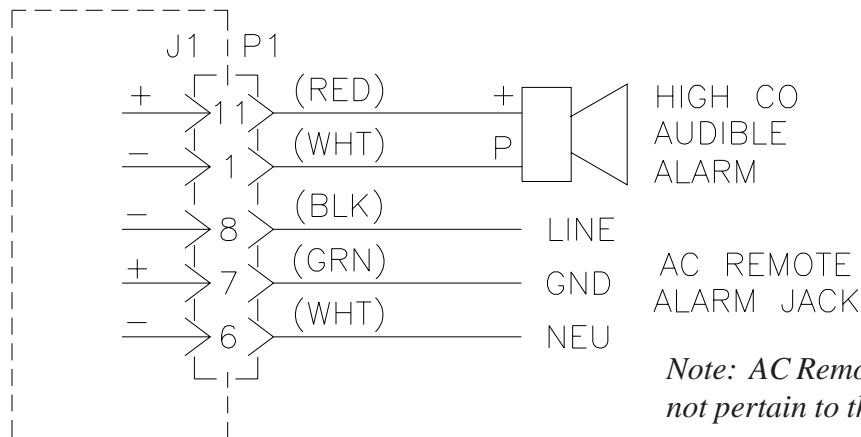 J1 P1
+ 11 (RED) + HIGH CO
AUDIBLE
- 1 (WHT) P ALARM
- 8 (BLK) LINE
+ 7 (GRN) GND AC REMOTE
ALARM JACK
- 6 (WHT) NEU
Note: AC Remo
not pertain to th